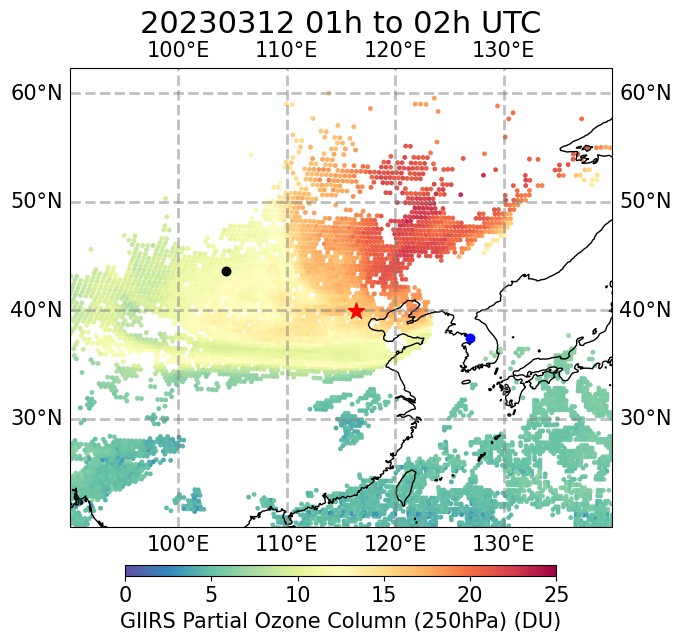 20230312 01h to 02h UTC
100°E 110°E 120°E 130°E
60°N 60°N
50°N 50°N
40°N 40°N
30°N 30°N
100°E 110°E 120°E 130°E
0 5 10 15 20 25
GIIRS Partial Ozone Column (250hPa) (DU)